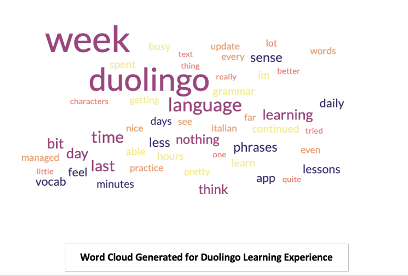 week
busy
update
lot
words
text
every
sense
spent
thing
im
better
duolingo
really
grammar
characters
getting
language
daily
far
learning
days
see
nice
italian
continued
tried
time
bit
able
less
nothing
phrases
even
managed
day
hours
one
last
learn
little
feel
practice
pretty
app
lessons
vocab
minutes
think
quite
Word Cloud Generated for Duolingo Learning Experience